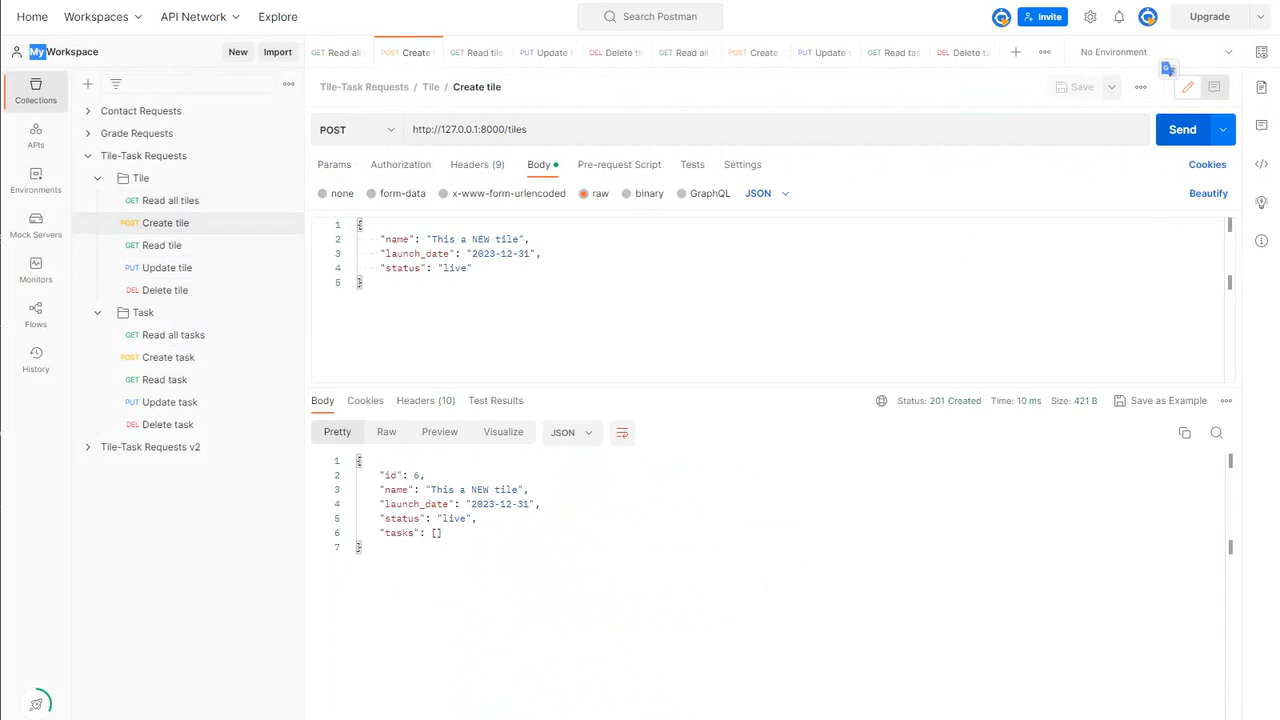 Home Workspaces API Network Explore Search Postman Invite Upgrade
My Workspace New Import GET Read all POST Create GET Read tile PUT Update DEL Delete til GET Read all POST Create PUT Update GET Read tas DEL Delete ta No Environment
Tile-Task Requests / Tile / Create tile Save
POST http://127.0.0.1:8000/tiles Send
Params Authorization Headers (9) Body Pre-request Script Tests Settings Cookies
none form-data x-www-form-urlencoded raw binary GraphQL JSON Beautify
1 {
2 "name": "This a NEW tile",
3 "launch_date": "2023-12-31",
4 "status": "live"
5 }
Body Cookies Headers (10) Test Results Status: 201 Created Time: 10 ms Size: 421 B Save as Example
Pretty Raw Preview Visualize JSON
1 {
2 "id": 6,
3 "name": "This a NEW tile",
4 "launch_date": "2023-12-31",
5 "status": "live",
6 "tasks": []
7 }
Collections
APIs
Environments
Mock Servers
Monitors
Flows
History
Contact Requests
Grade Requests
Tile-Task Requests
Tile
GET Read all tiles
POST Create tile
GET Read tile
PUT Update tile
DEL Delete tile
Task
GET Read all tasks
POST Create task
GET Read task
PUT Update task
DEL Delete task
Tile-Task Requests v2